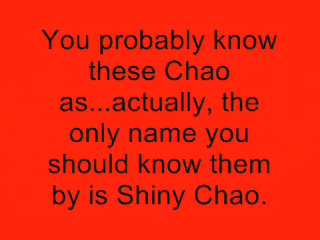 You probably know
these Chao
as...actually, the
only name you
should know them
by is Shiny Chao.